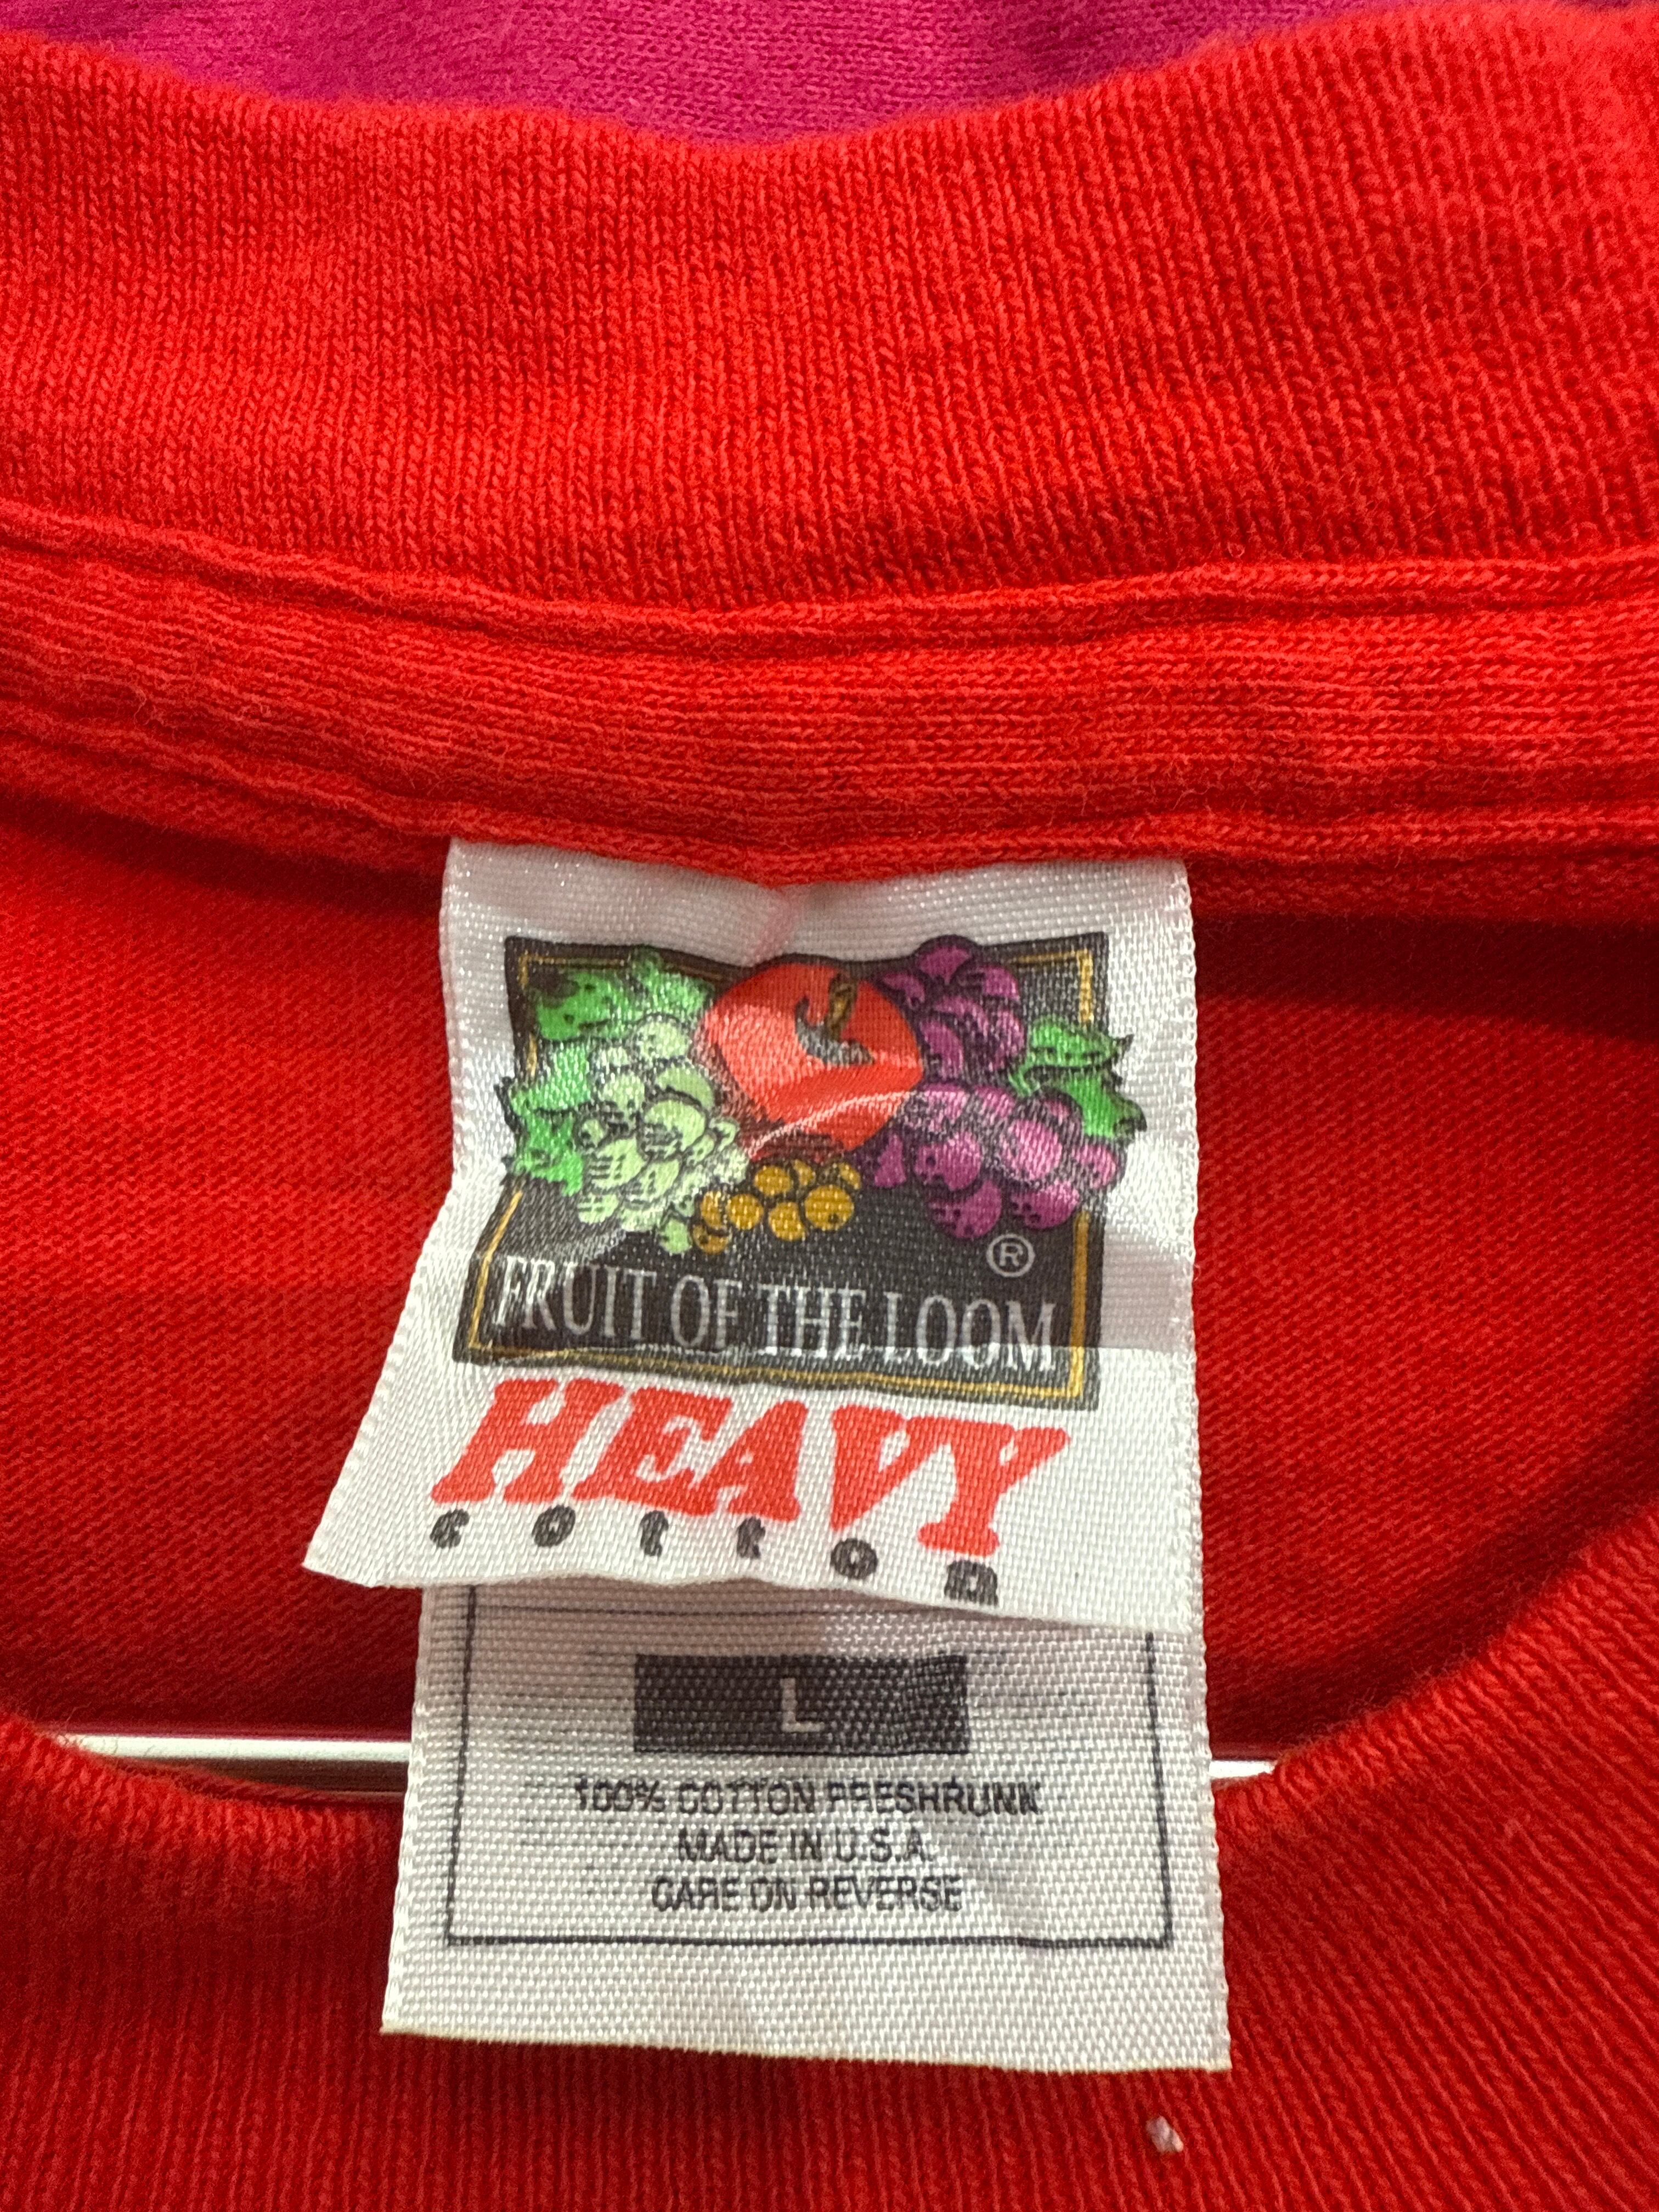 ®
FRUIT OF THE LOOM
HEAVY
cotton
L
100% COTTON PRESHRUNK
MADE IN U.S.A.
CARE ON REVERSE